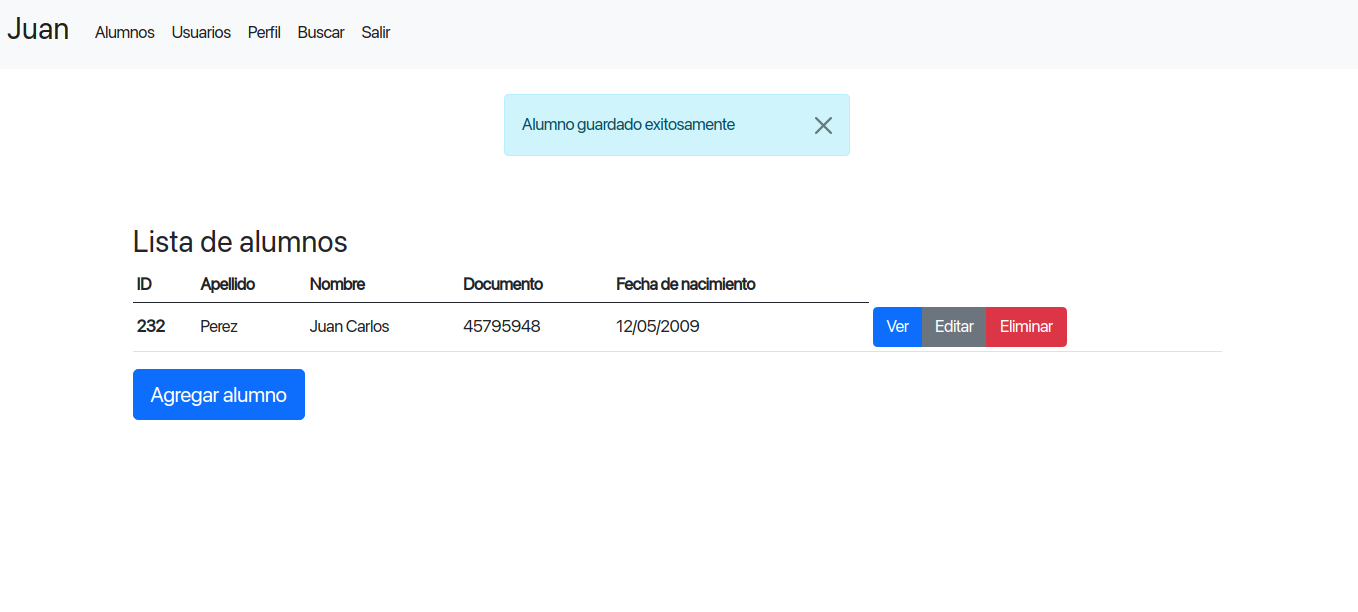 Juan Alumnos Usuarios Perfil Buscar Salir
Alumno guardado exitosamente
Lista de alumnos
ID Apellido Nombre Documento Fecha de nacimiento
232 Perez Juan Carlos 45795948 12/05/2009 Ver Editar Eliminar
Agregar alumno